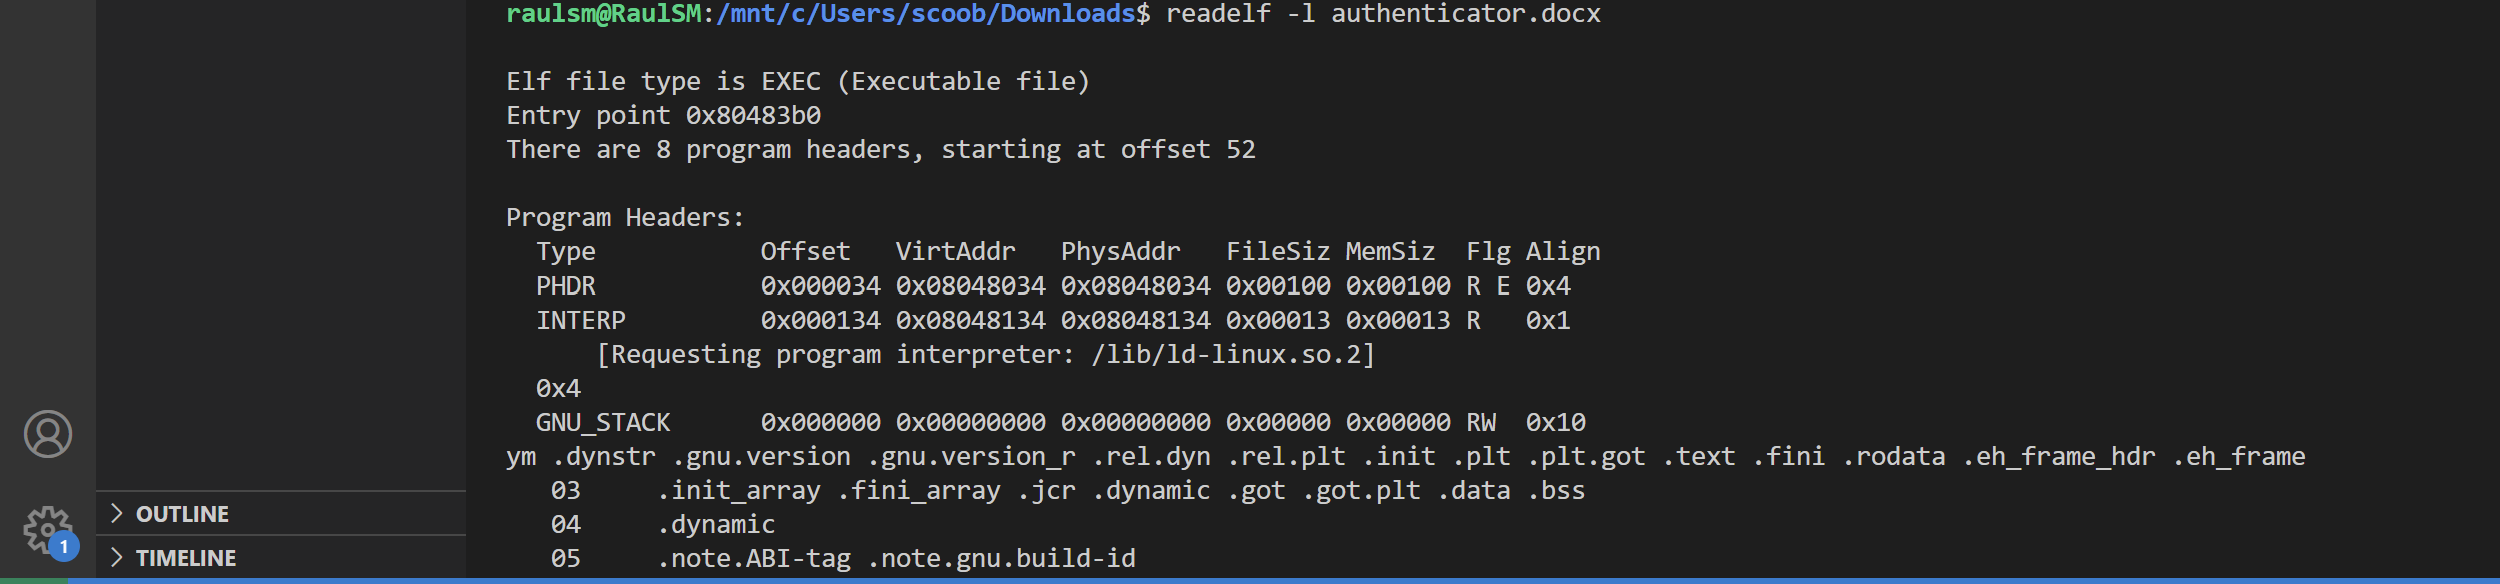 raulsm@RaulSM:/mnt/c/Users/scoob/Downloads$ readelf -l authenticator.docx
Elf file type is EXEC (Executable file)
Entry point 0x80483b0
There are 8 program headers, starting at offset 52
Program Headers:
Type Offset VirtAddr PhysAddr FileSiz MemSiz Flg Align
PHDR 0x000034 0x08048034 0x08048034 0x00100 0x00100 R E 0x4
INTERP 0x000134 0x08048134 0x08048134 0x00013 0x00013 R 0x1
[Requesting program interpreter: /lib/ld-linux.so.2]
0x4
GNU_STACK 0x000000 0x00000000 0x00000000 0x00000 0x00000 RW 0x10
ym .dynstr .gnu.version .gnu.version_r .rel.dyn .rel.plt .init .plt .plt.got .text .fini .rodata .eh_frame_hdr .eh_frame
03 .init_array .fini_array .jcr .dynamic .got .got.plt .data .bss
04 .dynamic
05 .note.ABI-tag .note.gnu.build-id
OUTLINE
TIMELINE
1